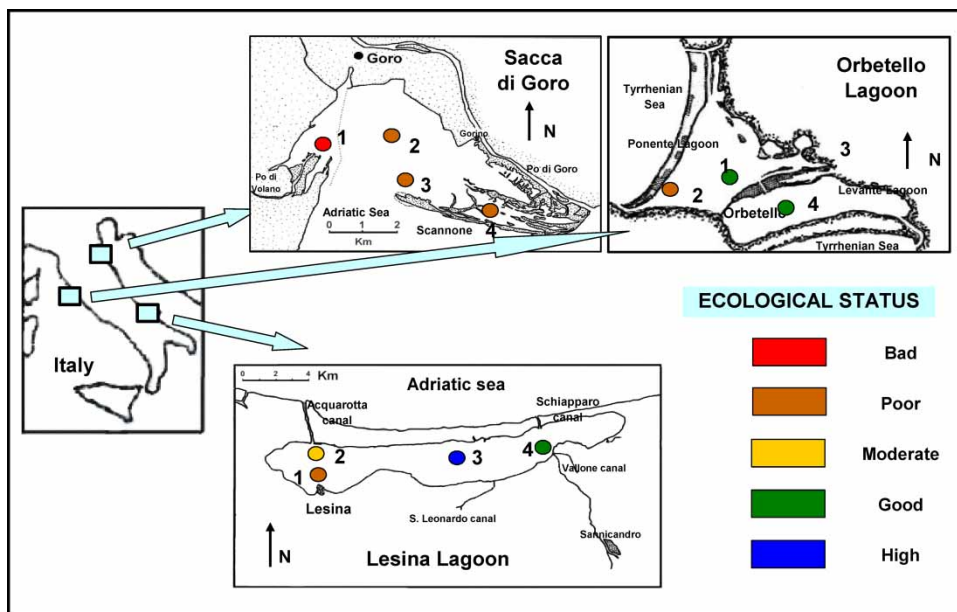 Goro
Sacca
di Goro
N
1
2
Gorino
Po di
Volano
3
Po di Goro
Adriatic Sea
0 1 2
Km
Scannone
4
Orbetello
Lagoon
Tyrrhenian
Sea
N
Ponente Lagoon
3
1
2
Levante Lagoon
Orbetello
4
Tyrrhenian Sea
Italy
ECOLOGICAL STATUS
Bad
Poor
Moderate
Good
High
0 2 4
Km
Adriatic sea
Acquarotta
canal
Schiapparo
canal
2
3
4
1
Vallone canal
Lesina
S. Leonardo canal
Sannicandro
N
Lesina Lagoon